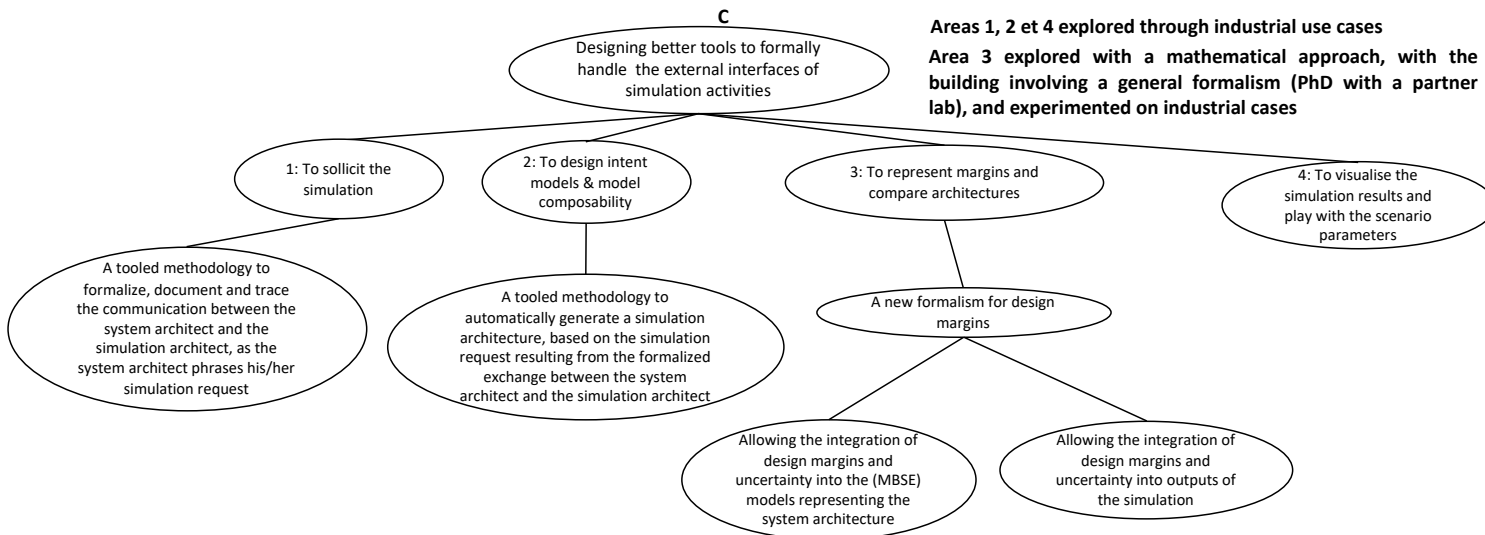 C
Designing better tools to formally
handle the external interfaces of
simulation activities
Areas 1, 2 et 4 explored through industrial use cases
Area 3 explored with a mathematical approach, with the
building involving a general formalism (PhD with a partner
lab), and experimented on industrial cases
1: To sollicit the
simulation
2: To design intent
models & model
composability
3: To represent margins and
compare architectures
4: To visualise the
simulation results and
play with the scenario
parameters
A tooled methodology to
formalize, document and trace
the communication between the
system architect and the
simulation architect, as the
system architect phrases his/her
simulation request
A tooled methodology to
automatically generate a simulation
architecture, based on the simulation
request resulting from the formalized
exchange between the system
architect and the simulation architect
A new formalism for design
margins
Allowing the integration of
design margins and
uncertainty into the (MBSE)
models representing the
system architecture
Allowing the integration of
design margins and
uncertainty into outputs of
the simulation